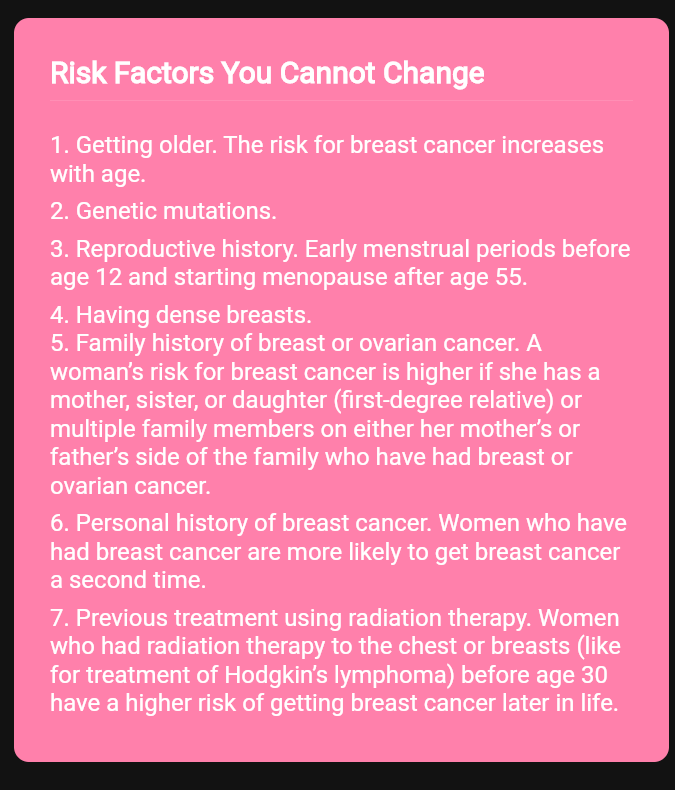 Risk Factors You Cannot Change
1. Getting older. The risk for breast cancer increases
with age.
2. Genetic mutations.
3. Reproductive history. Early menstrual periods before
age 12 and starting menopause after age 55.
4. Having dense breasts.
5. Family history of breast or ovarian cancer. A
woman’s risk for breast cancer is higher if she has a
mother, sister, or daughter (first-degree relative) or
multiple family members on either her mother’s or
father’s side of the family who have had breast or
ovarian cancer.
6. Personal history of breast cancer. Women who have
had breast cancer are more likely to get breast cancer
a second time.
7. Previous treatment using radiation therapy. Women
who had radiation therapy to the chest or breasts (like
for treatment of Hodgkin’s lymphoma) before age 30
have a higher risk of getting breast cancer later in life.